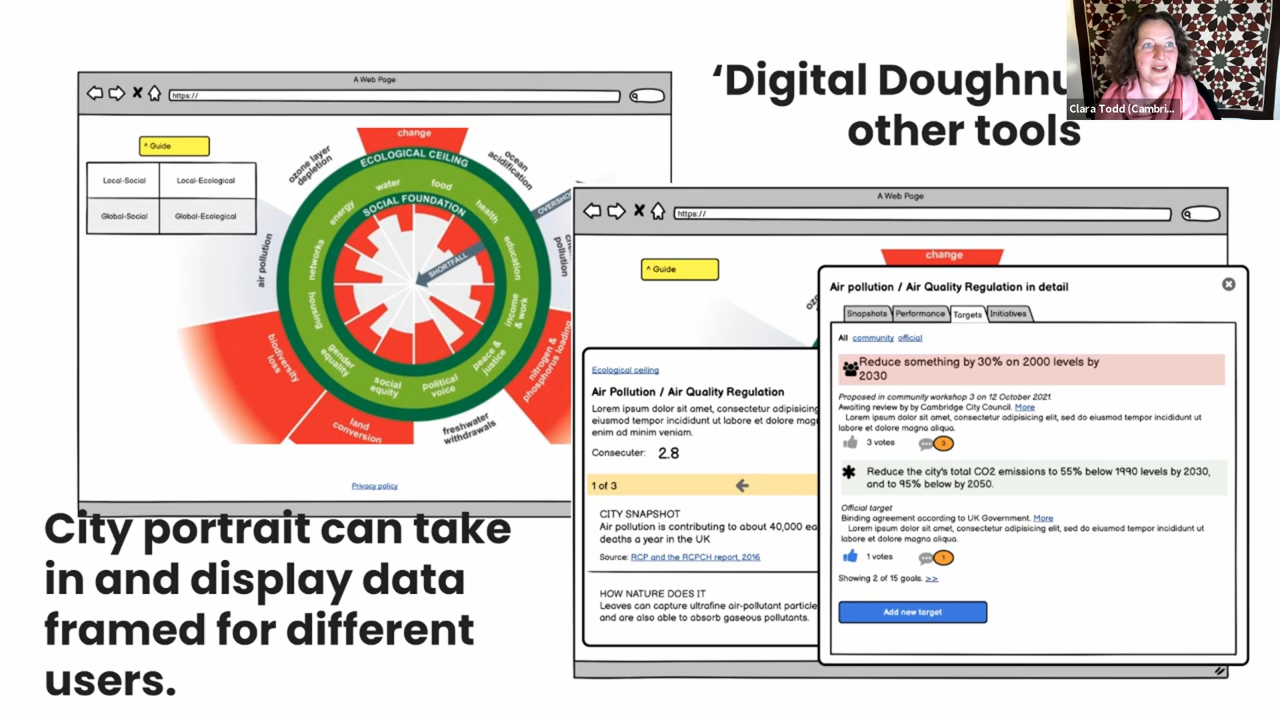 A Web Page
https://
^ Guide
Local-Social
Local-Ecological
Global-Social
Global-Ecological
change
ECOLOGICAL CEILING
ozone layer
depletion
ocean
acidification
water
food
SOCIAL FOUNDATION
energy
health
OVERSHO
SHORTFALL
networks
education
air pollution
pollution
housing
income
& work
gender
equality
peace &
justice
social
equity
political
voice
biodiversity
loss
nitrogen &
phosphorus loading
land
conversion
freshwater
withdrawals
Privacy policy
'Digital Doughnu
other tools
Clara Todd (Cambri...
A Web Page
https://
^ Guide
change
Ecological ceiling
Air Pollution / Air Quality Regulation
Lorem ipsum dolor sit amet, consectetur adipisicing
eiusmod tempor incididunt ut labore et dolore mag
enim ad minim veniam.
Consecuter: 2.8
1 of 3
CITY SNAPSHOT
Air pollution is contributing to about 40,000 ea
deaths a year in the UK
Source: RCP and the RCPCH report, 2016
HOW NATURE DOES IT
Leaves can capture ultrafine air-pollutant particle
and are also able to absorb gaseous pollutants.
Air pollution / Air Quality Regulation in detail
Snapshots
Performance
Targets
Initiatives
All community official
Reduce something by 30% on 2000 levels by
2030
Proposed in community workshop 3 on 12 October 2021.
Awaiting review by by Cambridge City Council. More
Lorem ipsum dolor sit amet, consectetur adipisicing elit, sed do eiusmod tempor incididunt ut
labore et dolore magna aliqua.
3 votes
3
Reduce the city's total CO2 emissions to 55% below 1990 levels by 2030,
and to 95% below by 2050.
Official target
Binding agreement according to UK Government. More
Lorem ipsum dolor sit amet, consectetur adipisicing elit, sed do eiusmod tempor incididunt ut
labore et dolore magna aliqua.
1 votes
1
Showing 2 of 15 goals. >>
Add new target
City portrait can take
in and display data
framed for different
users.